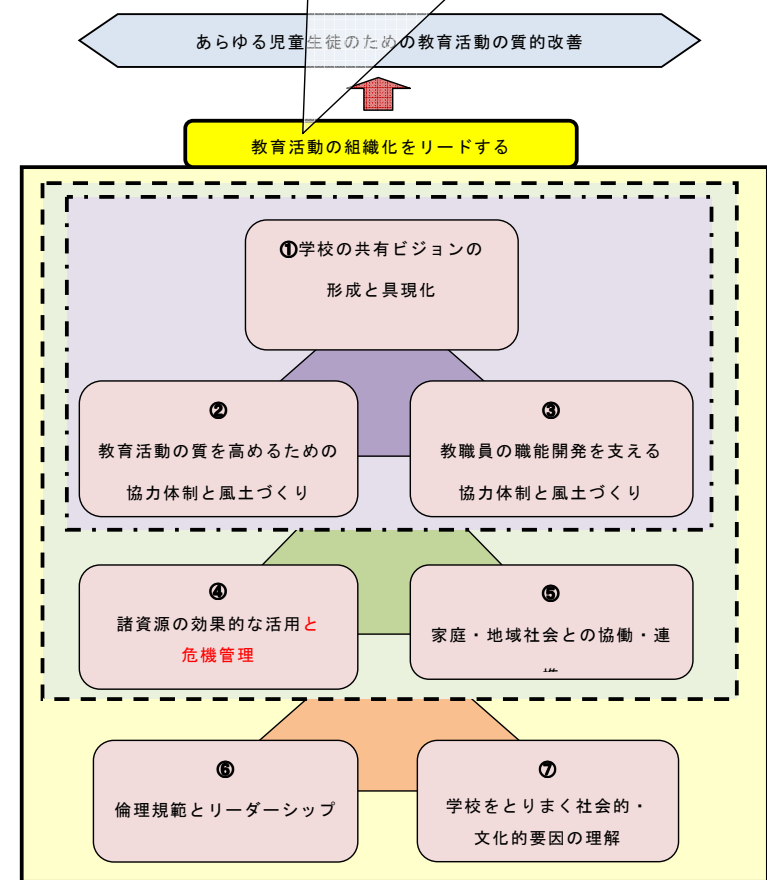 あらゆる児童生徒のための教育活動の質的改善
教育活動の組織化をリードする
①学校の共有ビジョンの
形成と具現化
②
教育活動の質を高めるための
協力体制と風土づくり
③
教職員の職能開発を支える
協力体制と風土づくり
④
諸資源の効果的な活用と
危機管理
⑤
家庭・地域社会との協働・連
⑥
倫理規範とリーダーシップ
⑦
学校をとりまく社会的・
文化的要因の理解